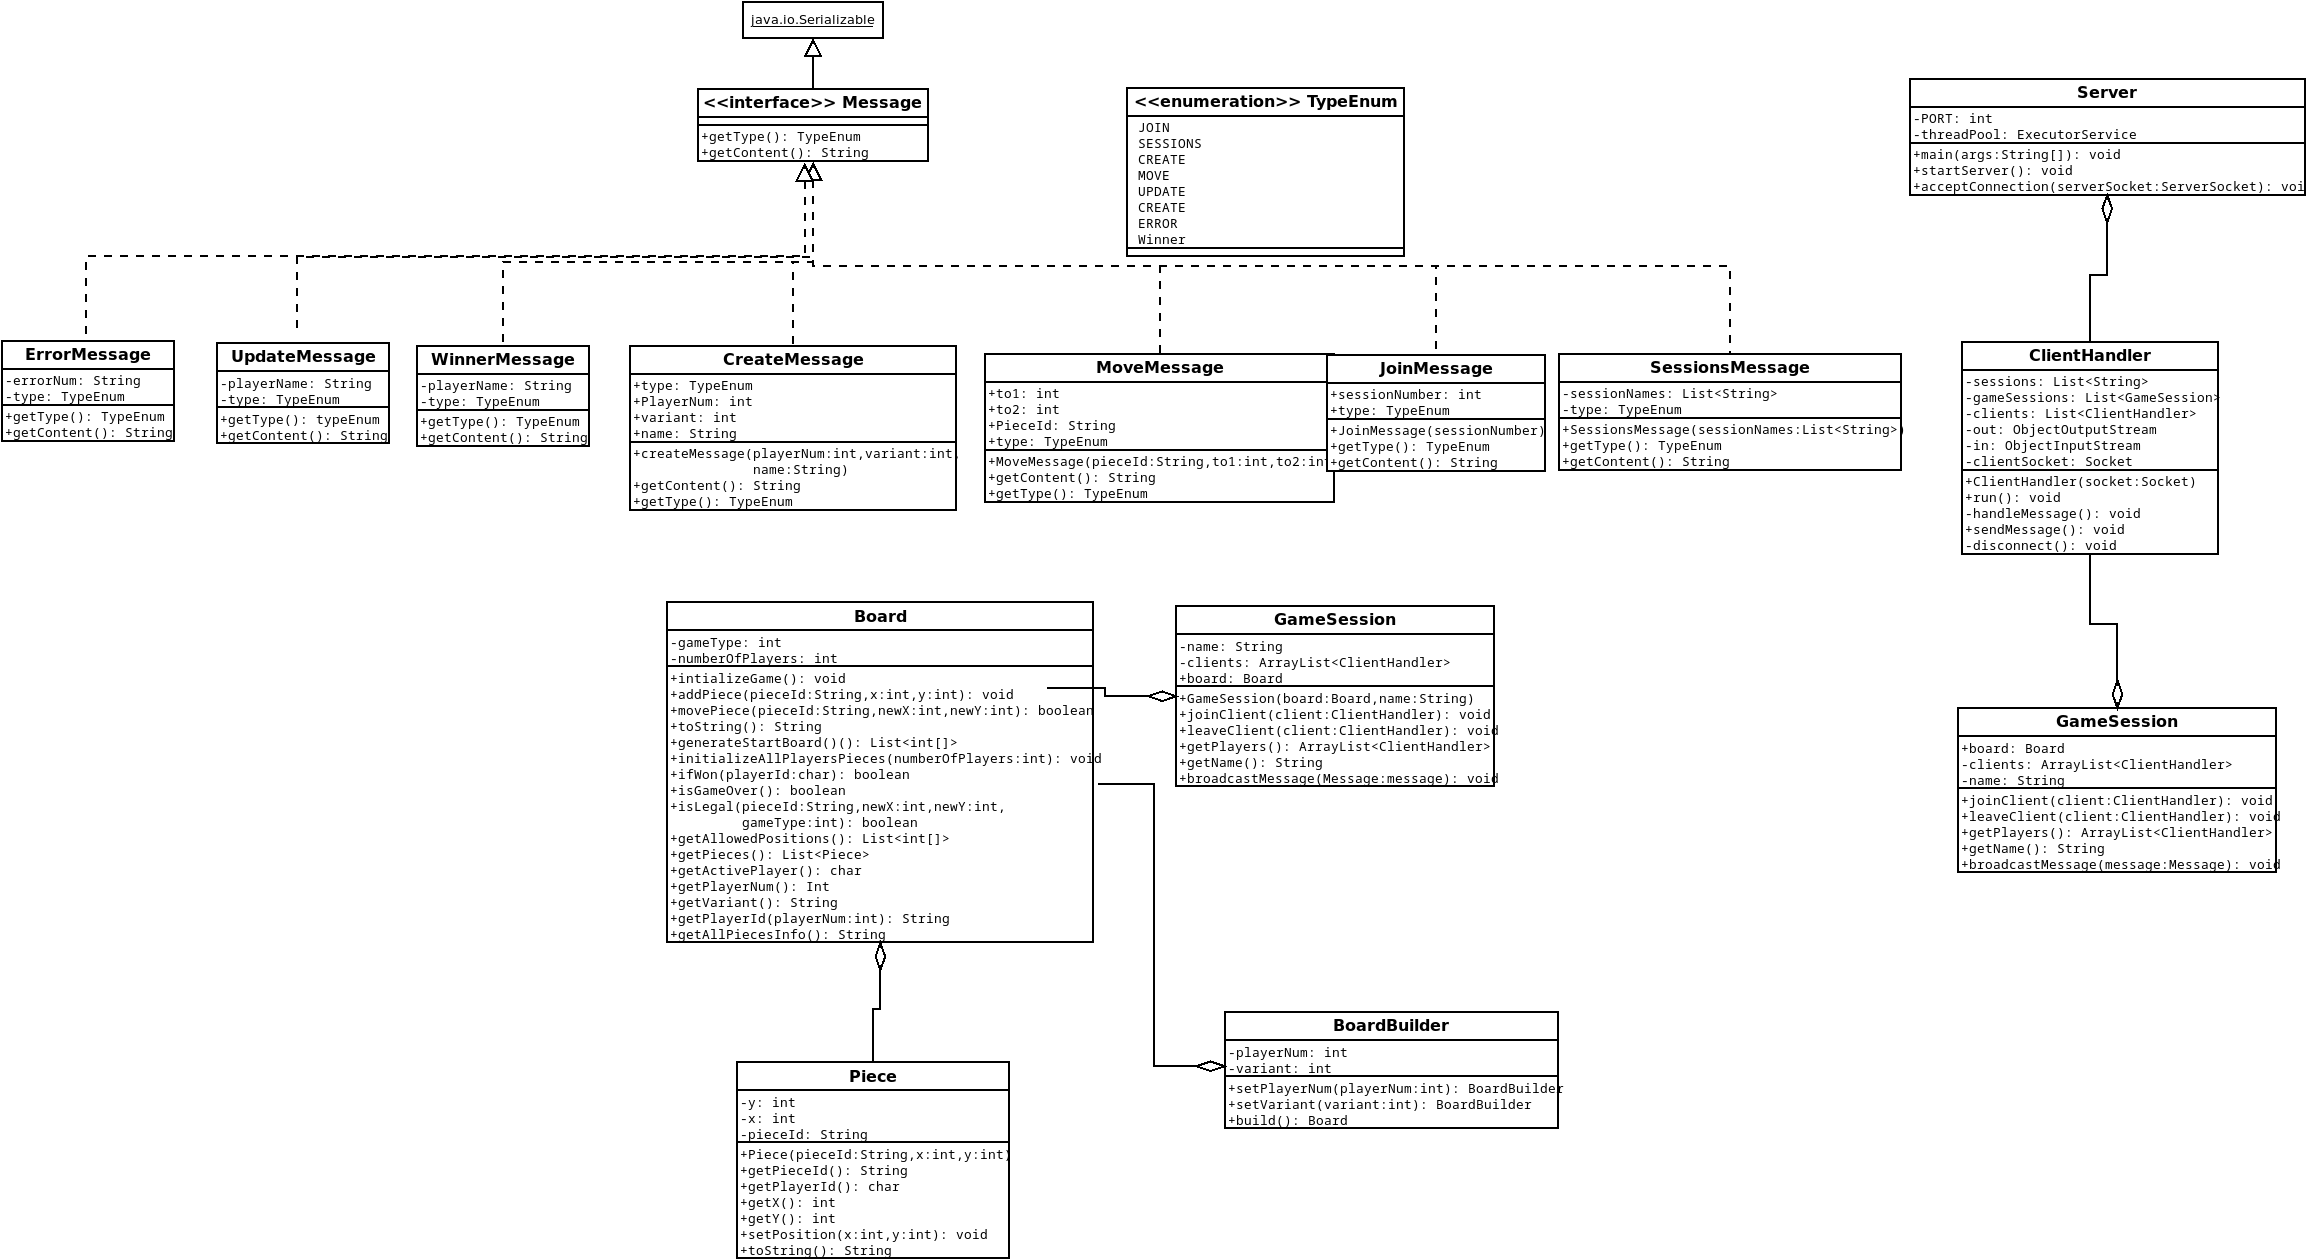 java.io.Serializable
<<interface>> Message
+getType(): TypeEnum
+getContent(): String
<<enumeration>> TypeEnum
JOIN
SESSIONS
CREATE
MOVE
UPDATE
CREATE
ERROR
Winner
Server
-PORT: int
-threadPool: ExecutorService
+main(args:String[]): void
+startServer(): void
+acceptConnection(serverSocket:ServerSocket): voi
ErrorMessage
-errorNum: String
-type: TypeEnum
+getType(): TypeEnum
+getContent(): String
UpdateMessage
-playerName: String
-type: TypeEnum
+getType(): typeEnum
+getContent(): String
WinnerMessage
-playerName: String
-type: TypeEnum
+getType(): TypeEnum
+getContent(): String
CreateMessage
+type: TypeEnum
+PlayerNum: int
+variant: int
+name: String
+createMessage(playerNum:int,variant:int,
name:String)
+getContent(): String
+getType(): TypeEnum
MoveMessage
+to1: int
+to2: int
+PieceId: String
+type: TypeEnum
+MoveMessage(pieceId:String,to1:int,to2:int
+getContent(): String
+getType(): TypeEnum
JoinMessage
+sessionNumber: int
+type: TypeEnum
+JoinMessage(sessionNumber)
+getType(): TypeEnum
+getContent(): String
SessionsMessage
-sessionNames: List<String>
-type: TypeEnum
+SessionsMessage(sessionNames:List<String>)
+getType(): TypeEnum
+getContent(): String
ClientHandler
-sessions: List<String>
-gameSessions: List<GameSession>
-clients: List<ClientHandler>
-out: ObjectOutputStream
-in: ObjectInputStream
-clientSocket: Socket
+ClientHandler(socket:Socket)
+run(): void
-handleMessage(): void
+sendMessage(): void
-disconnect(): void
Board
-gameType: int
-numberOfPlayers: int
+intializeGame(): void
+addPiece(pieceId:String,x:int,y:int): void
+movePiece(pieceId:String,newX:int,newY:int): boolean
+toString(): String
+generateStartBoard()(): List<int[]>
+initializeAllPlayersPieces(numberOfPlayers:int): void
+ifWon(playerId:char): boolean
+isGameOver(): boolean
+isLegal(pieceId:String,newX:int,newY:int,
gameType:int): boolean
+getAllowedPositions(): List<int[]>
+getPieces(): List<Piece>
+getActivePlayer(): char
+getPlayerNum(): Int
+getVariant(): String
+getPlayerId(playerNum:int): String
+getAllPiecesInfo(): String
GameSession
-name: String
-clients: ArrayList<ClientHandler>
+board: Board
+GameSession(board:Board,name:String)
+joinClient(client:ClientHandler): void
+leaveClient(client:ClientHandler): void
+getPlayers(): ArrayList<ClientHandler>
+getName(): String
+broadcastMessage(Message:message): void
GameSession
+board: Board
-clients: ArrayList<ClientHandler>
-name: String
+joinClient(client:ClientHandler): void
+leaveClient(client:ClientHandler): void
+getPlayers(): ArrayList<ClientHandler>
+getName(): String
+broadcastMessage(message:Message): void
BoardBuilder
-playerNum: int
-variant: int
+setPlayerNum(playerNum:int): BoardBuilder
+setVariant(variant:int): BoardBuilder
+build(): Board
Piece
-y: int
-x: int
-pieceId: String
+Piece(pieceId:String,x:int,y:int)
+getPieceId(): String
+getPlayerId(): char
+getX(): int
+getY(): int
+setPosition(x:int,y:int): void
+toString(): String